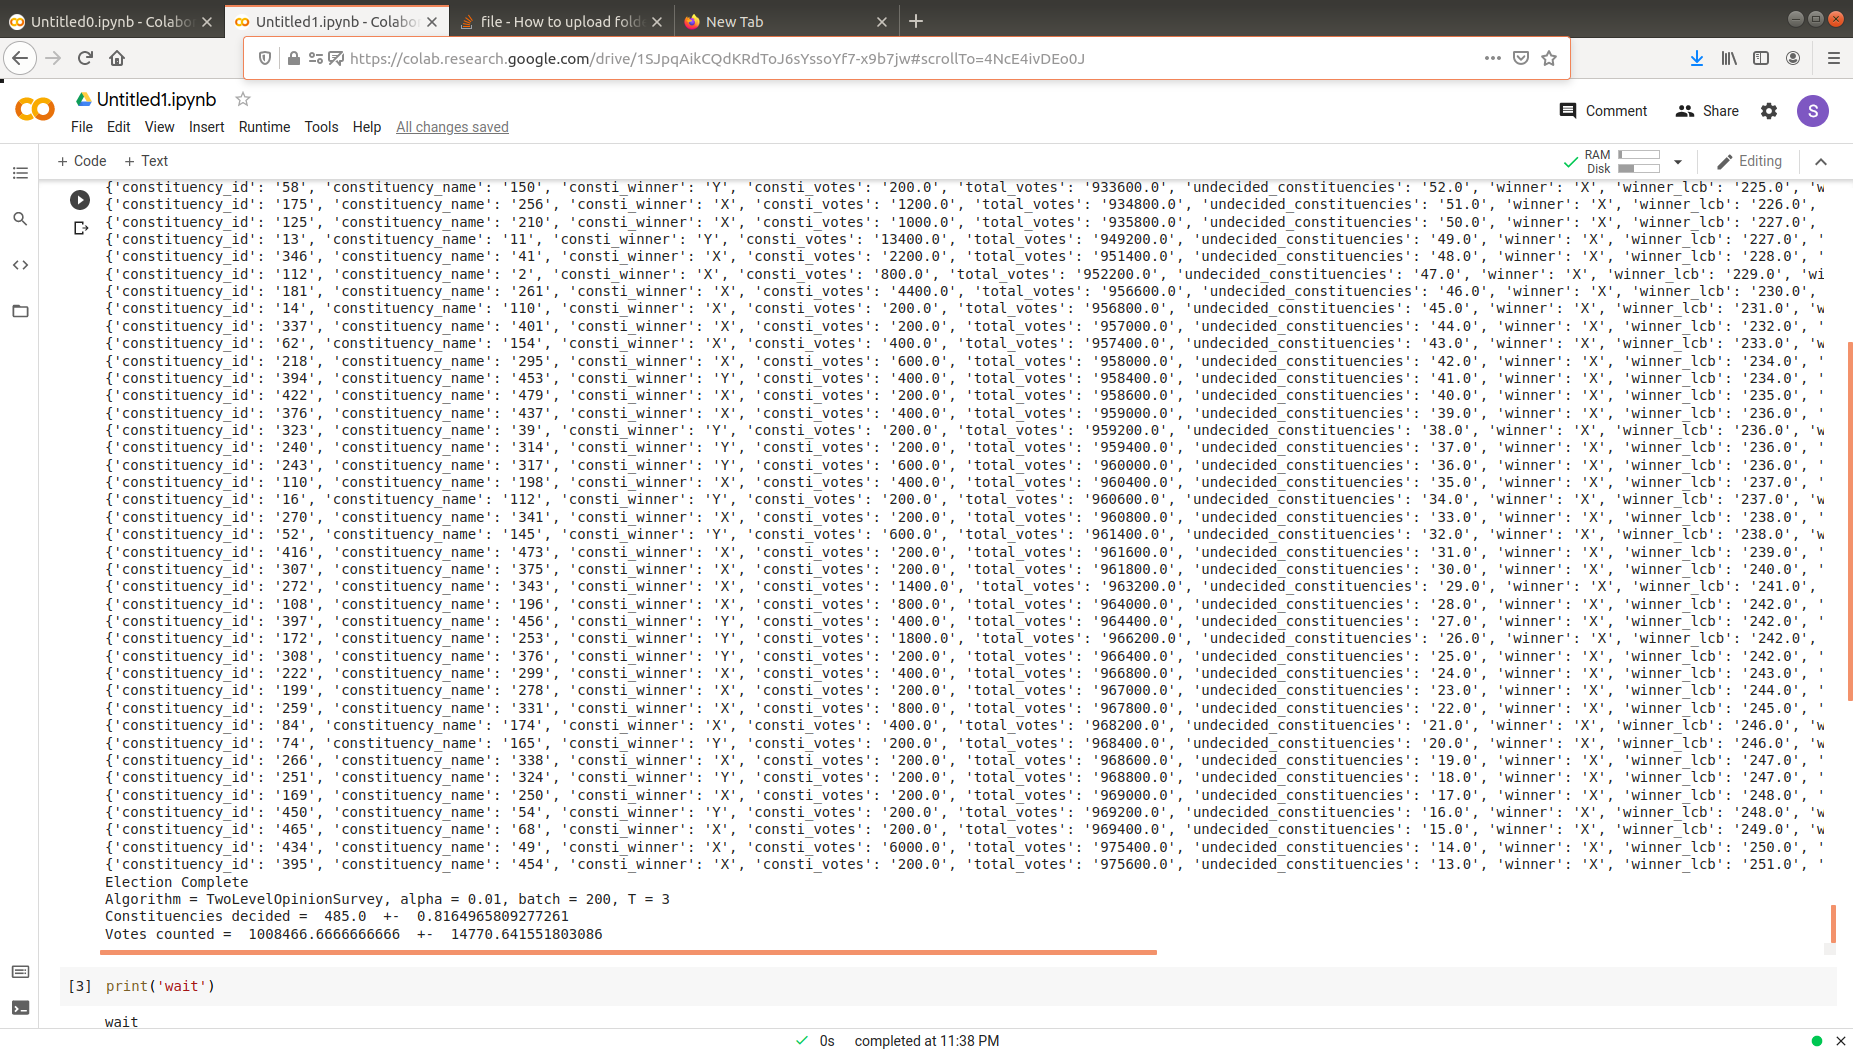 Untitled0.ipynb - Colabo
Untitled1.ipynb - Colabo
file - How to upload fold
New Tab
https://colab.research.google.com/drive/1SJpqAikCQdKRdToJ6sYssoYf7-x9b7jw#scrollTo=4NcE4ivDEo0J
Untitled1.ipynb
Comment Share S
File Edit View Insert Runtime Tools Help All changes saved
+ Code + Text
RAM
Disk
Editing
{'constituency_id': '58', 'constituency_name': '150', 'consti_winner': 'Y', 'consti_votes': '200.0', 'total_votes': '933600.0', 'undecided_constituencies': '52.0', 'winner': 'X', 'winner_lcb': '225.0', 'w
{'constituency_id': '175', 'constituency_name': '256', 'consti_winner': 'X', 'consti_votes': '1200.0', 'total_votes': '934800.0', 'undecided_constituencies': '51.0', 'winner': 'X', 'winner_lcb': '226.0',
{'constituency_id': '125', 'constituency_name': '210', 'consti_winner': 'X', 'consti_votes': '1000.0', 'total_votes': '935800.0', 'undecided_constituencies': '50.0', 'winner': 'X', 'winner_lcb': '227.0',
{'constituency_id': '13', 'constituency_name': '11', 'consti_winner': 'Y', 'consti_votes': '13400.0', 'total_votes': '949200.0', 'undecided_constituencies': '49.0', 'winner': 'X', 'winner_lcb': '227.0', '
{'constituency_id': '346', 'constituency_name': '41', 'consti_winner': 'X', 'consti_votes': '2200.0', 'total_votes': '951400.0', 'undecided_constituencies': '48.0', 'winner': 'X', 'winner_lcb': '228.0', '
{'constituency_id': '112', 'constituency_name': '2', 'consti_winner': 'X', 'consti_votes': '800.0', 'total_votes': '952200.0', 'undecided_constituencies': '47.0', 'winner': 'X', 'winner_lcb': '229.0', 'wi
{'constituency_id': '181', 'constituency_name': '261', 'consti_winner': 'X', 'consti_votes': '4400.0', 'total_votes': '956600.0', 'undecided_constituencies': '46.0', 'winner': 'X', 'winner_lcb': '230.0',
{'constituency_id': '14', 'constituency_name': '110', 'consti_winner': 'X', 'consti_votes': '200.0', 'total_votes': '956800.0', 'undecided_constituencies': '45.0', 'winner': 'X', 'winner_lcb': '231.0', 'w
{'constituency_id': '337', 'constituency_name': '401', 'consti_winner': 'X', 'consti_votes': '200.0', 'total_votes': '957000.0', 'undecided_constituencies': '44.0', 'winner': 'X', 'winner_lcb': '232.0', '
{'constituency_id': '62', 'constituency_name': '154', 'consti_winner': 'X', 'consti_votes': '400.0', 'total_votes': '957400.0', 'undecided_constituencies': '43.0', 'winner': 'X', 'winner_lcb': '233.0', 'w
{'constituency_id': '218', 'constituency_name': '295', 'consti_winner': 'X', 'consti_votes': '600.0', 'total_votes': '958000.0', 'undecided_constituencies': '42.0', 'winner': 'X', 'winner_lcb': '234.0', '
{'constituency_id': '394', 'constituency_name': '453', 'consti_winner': 'Y', 'consti_votes': '400.0', 'total_votes': '958400.0', 'undecided_constituencies': '41.0', 'winner': 'X', 'winner_lcb': '234.0', '
{'constituency_id': '422', 'constituency_name': '479', 'consti_winner': 'X', 'consti_votes': '200.0', 'total_votes': '958600.0', 'undecided_constituencies': '40.0', 'winner': 'X', 'winner_lcb': '235.0', '
{'constituency_id': '376', 'constituency_name': '437', 'consti_winner': 'X', 'consti_votes': '400.0', 'total_votes': '959000.0', 'undecided_constituencies': '39.0', 'winner': 'X', 'winner_lcb': '236.0', '
{'constituency_id': '323', 'constituency_name': '39', 'consti_winner': 'Y', 'consti_votes': '200.0', 'total_votes': '959200.0', 'undecided_constituencies': '38.0', 'winner': 'X', 'winner_lcb': '236.0', 'w
{'constituency_id': '240', 'constituency_name': '314', 'consti_winner': 'Y', 'consti_votes': '200.0', 'total_votes': '959400.0', 'undecided_constituencies': '37.0', 'winner': 'X', 'winner_lcb': '236.0', '
{'constituency_id': '243', 'constituency_name': '317', 'consti_winner': 'Y', 'consti_votes': '600.0', 'total_votes': '960000.0', 'undecided_constituencies': '36.0', 'winner': 'X', 'winner_lcb': '236.0', '
{'constituency_id': '110', 'constituency_name': '198', 'consti_winner': 'X', 'consti_votes': '400.0', 'total_votes': '960400.0', 'undecided_constituencies': '35.0', 'winner': 'X', 'winner_lcb': '237.0', '
{'constituency_id': '16', 'constituency_name': '112', 'consti_winner': 'Y', 'consti_votes': '200.0', 'total_votes': '960600.0', 'undecided_constituencies': '34.0', 'winner': 'X', 'winner_lcb': '237.0', 'w
{'constituency_id': '270', 'constituency_name': '341', 'consti_winner': 'X', 'consti_votes': '200.0', 'total_votes': '960800.0', 'undecided_constituencies': '33.0', 'winner': 'X', 'winner_lcb': '238.0', '
{'constituency_id': '52', 'constituency_name': '145', 'consti_winner': 'Y', 'consti_votes': '600.0', 'total_votes': '961400.0', 'undecided_constituencies': '32.0', 'winner': 'X', 'winner_lcb': '238.0', 'w
{'constituency_id': '416', 'constituency_name': '473', 'consti_winner': 'X', 'consti_votes': '200.0', 'total_votes': '961600.0', 'undecided_constituencies': '31.0', 'winner': 'X', 'winner_lcb': '239.0', '
{'constituency_id': '307', 'constituency_name': '375', 'consti_winner': 'X', 'consti_votes': '200.0', 'total_votes': '961800.0', 'undecided_constituencies': '30.0', 'winner': 'X', 'winner_lcb': '240.0', '
{'constituency_id': '272', 'constituency_name': '343', 'consti_winner': 'X', 'consti_votes': '1400.0', 'total_votes': '963200.0', 'undecided_constituencies': '29.0', 'winner': 'X', 'winner_lcb': '241.0',
{'constituency_id': '108', 'constituency_name': '196', 'consti_winner': 'X', 'consti_votes': '800.0', 'total_votes': '964000.0', 'undecided_constituencies': '28.0', 'winner': 'X', 'winner_lcb': '242.0', '
{'constituency_id': '397', 'constituency_name': '456', 'consti_winner': 'Y', 'consti_votes': '400.0', 'total_votes': '964400.0', 'undecided_constituencies': '27.0', 'winner': 'X', 'winner_lcb': '242.0', '
{'constituency_id': '172', 'constituency_name': '253', 'consti_winner': 'Y', 'consti_votes': '1800.0', 'total_votes': '966200.0', 'undecided_constituencies': '26.0', 'winner': 'X', 'winner_lcb': '242.0',
{'constituency_id': '308', 'constituency_name': '376', 'consti_winner': 'Y', 'consti_votes': '200.0', 'total_votes': '966400.0', 'undecided_constituencies': '25.0', 'winner': 'X', 'winner_lcb': '242.0', '
{'constituency_id': '222', 'constituency_name': '299', 'consti_winner': 'X', 'consti_votes': '400.0', 'total_votes': '966800.0', 'undecided_constituencies': '24.0', 'winner': 'X', 'winner_lcb': '243.0', '
{'constituency_id': '199', 'constituency_name': '278', 'consti_winner': 'X', 'consti_votes': '200.0', 'total_votes': '967000.0', 'undecided_constituencies': '23.0', 'winner': 'X', 'winner_lcb': '244.0', '
{'constituency_id': '259', 'constituency_name': '331', 'consti_winner': 'X', 'consti_votes': '800.0', 'total_votes': '967800.0', 'undecided_constituencies': '22.0', 'winner': 'X', 'winner_lcb': '245.0', '
{'constituency_id': '84', 'constituency_name': '174', 'consti_winner': 'X', 'consti_votes': '400.0', 'total_votes': '968200.0', 'undecided_constituencies': '21.0', 'winner': 'X', 'winner_lcb': '246.0', 'w
{'constituency_id': '74', 'constituency_name': '165', 'consti_winner': 'Y', 'consti_votes': '200.0', 'total_votes': '968400.0', 'undecided_constituencies': '20.0', 'winner': 'X', 'winner_lcb': '246.0', 'w
{'constituency_id': '266', 'constituency_name': '338', 'consti_winner': 'X', 'consti_votes': '200.0', 'total_votes': '968600.0', 'undecided_constituencies': '19.0', 'winner': 'X', 'winner_lcb': '247.0', '
{'constituency_id': '251', 'constituency_name': '324', 'consti_winner': 'Y', 'consti_votes': '200.0', 'total_votes': '968800.0', 'undecided_constituencies': '18.0', 'winner': 'X', 'winner_lcb': '247.0', '
{'constituency_id': '169', 'constituency_name': '250', 'consti_winner': 'X', 'consti_votes': '200.0', 'total_votes': '969000.0', 'undecided_constituencies': '17.0', 'winner': 'X', 'winner_lcb': '248.0', '
{'constituency_id': '450', 'constituency_name': '54', 'consti_winner': 'Y', 'consti_votes': '200.0', 'total_votes': '969200.0', 'undecided_constituencies': '16.0', 'winner': 'X', 'winner_lcb': '248.0', 'w
{'constituency_id': '465', 'constituency_name': '68', 'consti_winner': 'X', 'consti_votes': '200.0', 'total_votes': '969400.0', 'undecided_constituencies': '15.0', 'winner': 'X', 'winner_lcb': '249.0', 'w
{'constituency_id': '434', 'constituency_name': '49', 'consti_winner': 'X', 'consti_votes': '6000.0', 'total_votes': '975400.0', 'undecided_constituencies': '14.0', 'winner': 'X', 'winner_lcb': '250.0', '
{'constituency_id': '395', 'constituency_name': '454', 'consti_winner': 'X', 'consti_votes': '200.0', 'total_votes': '975600.0', 'undecided_constituencies': '13.0', 'winner': 'X', 'winner_lcb': '251.0', '
Election Complete
Algorithm = TwoLevelOpinionSurvey, alpha = 0.01, batch = 200, T = 3
Constituencies decided =  485.0  +-  0.8164965809277261
Votes counted =  1008466.6666666666  +-  14770.641551803086
[3] print('wait')
wait
0s completed at 11:38 PM